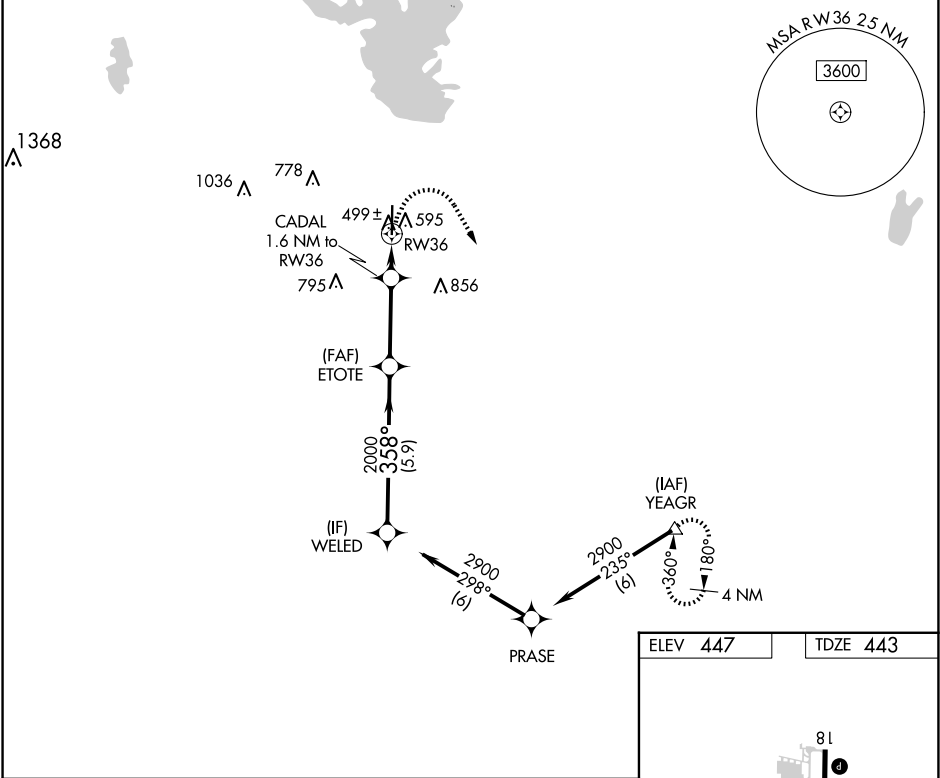 MSA RW36 25 NM
3600
1368
1036
778
499±
595
CADAL
1.6 NM to
RW36
RW36
795
856
(FAF)
ETOTE
2000
358°
(5.9)
(IF)
WELED
(IAF)
YEAGR
2900
235°
(6)
2900
298°
(6)
360°
180°
4 NM
PRASE
ELEV 447
TDZE 443
18
P